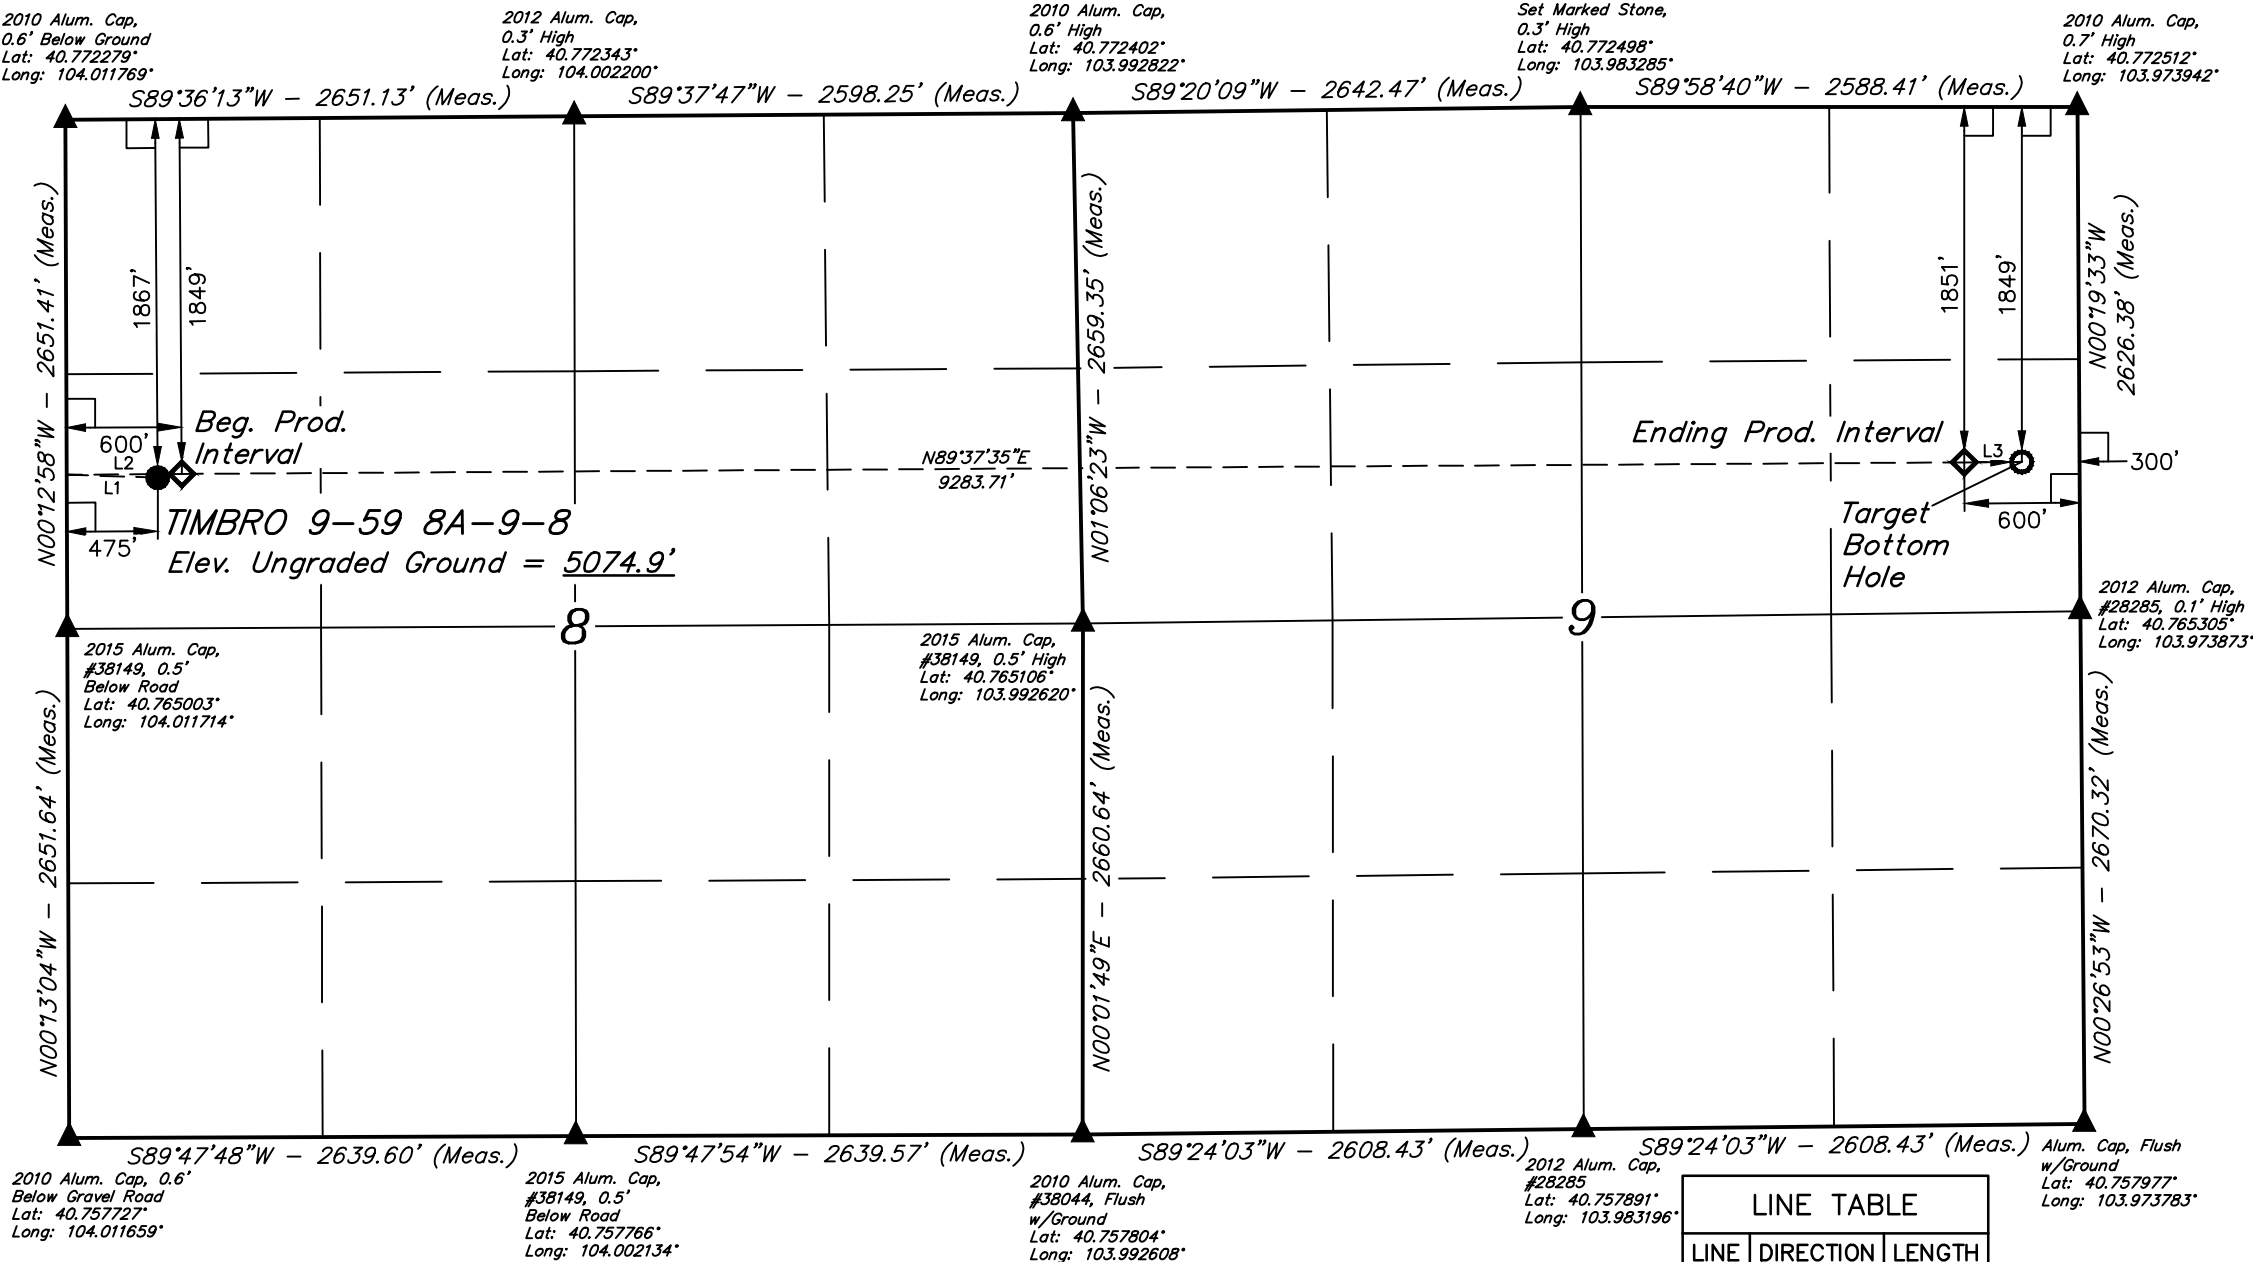 2010 Alum. Cap,
0.6' Below Ground
Lat: 40.772279°
Long: 104.011769°
2012 Alum. Cap,
0.3' High
Lat: 40.772343°
Long: 104.002200°
2010 Alum. Cap,
0.6' High
Lat: 40.772402°
Long: 103.992822°
Set Marked Stone,
0.3' High
Lat: 40.772498°
Long: 103.983285°
2010 Alum. Cap,
0.7' High
Lat: 40.772512°
Long: 103.973942°
S89°36'13"W - 2651.13' (Meas.)
S89°37'47"W - 2598.25' (Meas.)
S89°20'09"W - 2642.47' (Meas.)
S89°58'40"W - 2588.41' (Meas.)
N00°12'58"W - 2651.41' (Meas.)
1867'
1849'
N01°06'23"W - 2659.35' (Meas.)
1851'
1849'
N00°19'33"W
2626.38' (Meas.)
600'
Beg. Prod.
Interval
L2
L1
475'
N89°37'35"E
9283.71'
Ending Prod. Interval
L3
300'
600'
Target
Bottom
Hole
TIMBRO 9-59 8A-9-8
Elev. Ungraded Ground = 5074.9'
8
9
2015 Alum. Cap,
#38149, 0.5'
Below Road
Lat: 40.765003°
Long: 104.011714°
2015 Alum. Cap,
#38149, 0.5' High
Lat: 40.765106°
Long: 103.992620°
2012 Alum. Cap,
#28285, 0.1' High
Lat: 40.765305°
Long: 103.973873°
N00°13'04"W - 2651.64' (Meas.)
N00°01'49"E - 2660.64' (Meas.)
N00°26'53"W - 2670.32' (Meas.)
S89°47'48"W - 2639.60' (Meas.)
S89°47'54"W - 2639.57' (Meas.)
S89°24'03"W - 2608.43' (Meas.)
S89°24'03"W - 2608.43' (Meas.)
2010 Alum. Cap, 0.6'
Below Gravel Road
Lat: 40.757727°
Long: 104.011659°
2015 Alum. Cap,
#38149, 0.5'
Below Road
Lat: 40.757766°
Long: 104.002134°
2010 Alum. Cap,
#38044, Flush
w/Ground
Lat: 40.757804°
Long: 103.992608°
2012 Alum. Cap,
#28285
Lat: 40.757891°
Long: 103.983196°
Alum. Cap, Flush
w/Ground
Lat: 40.757977°
Long: 103.973783°
LINE TABLE
LINE DIRECTION LENGTH